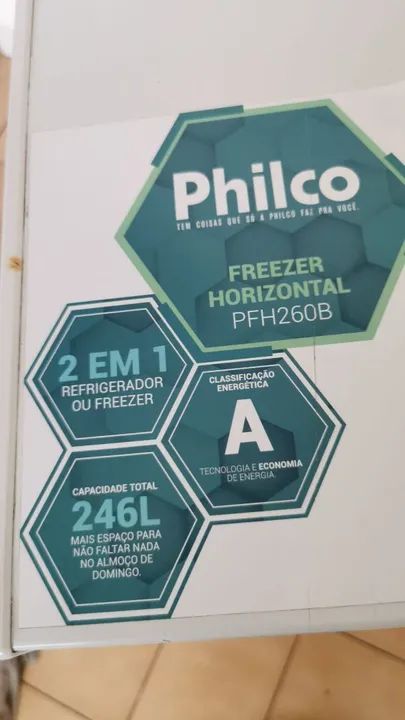 Philco
TEM COISAS QUE SÓ A PHILCO FAZ PRA VOCÊ.
FREEZER
HORIZONTAL
PFH260B
2 EM 1
REFRIGERADOR
OU FREEZER
CLASSIFICAÇÃO
ENERGÉTICA
A
TECNOLOGIA E ECONOMIA
DE ENERGIA.
CAPACIDADE TOTAL
246L
MAIS ESPAÇO PARA
NÃO FALTAR NADA
NO ALMOÇO DE
DOMINGO.